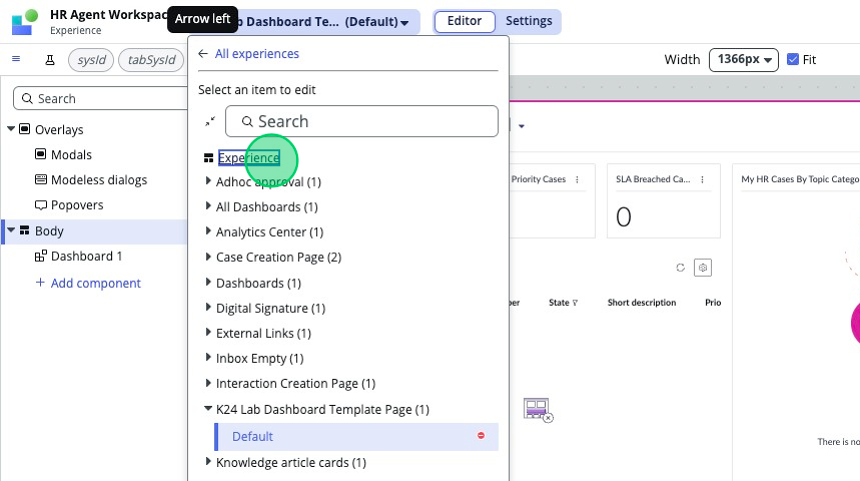 HR Agent Workspac
Experience
Arrow left
b Dashboard Te... (Default)
Editor
Settings
sysId
tabSysId
Width
1366px
Fit
All experiences
Select an item to edit
Search
Search
Overlays
Modals
Modeless dialogs
Popovers
Body
Dashboard 1
+ Add component
Experience
Adhoc approval (1)
All Dashboards (1)
Analytics Center (1)
Case Creation Page (2)
Dashboards (1)
Digital Signature (1)
External Links (1)
Inbox Empty (1)
Interaction Creation Page (1)
K24 Lab Dashboard Template Page (1)
Default
Knowledge article cards (1)
Priority Cases
SLA Breached Ca...
My HR Cases By Topic Catego
0
ber
State
Short description
Prio
There is no